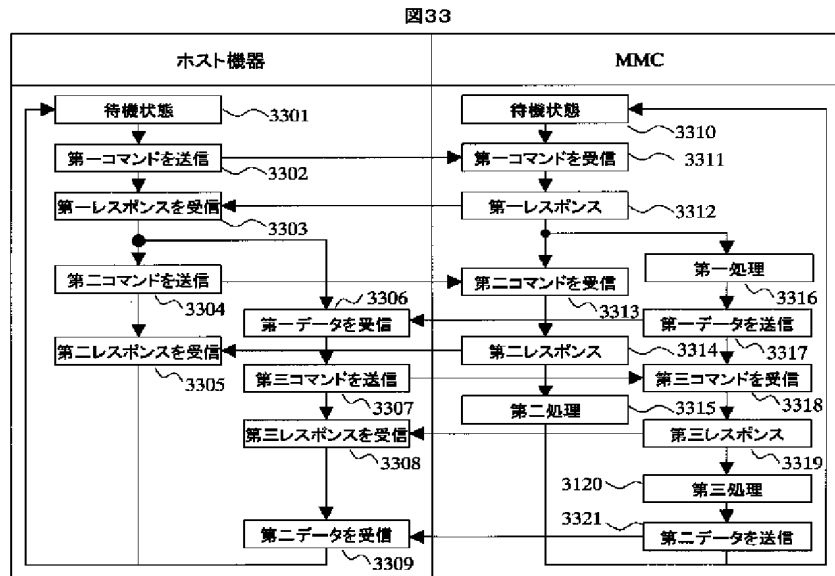 図33
ホスト機器
MMC
待機状態
3301
第一コマンドを送信
3302
第一レスポンスを受信
3303
第二コマンドを送信
3304
3306
第一データを受信
第二レスポンスを受信
3305
第三コマンドを送信
3307
第三レスポンスを受信
3308
第二データを受信
3309
待機状態
3310
第一コマンドを受信
3311
第一レスポンス
3312
第一処理
3316
第二コマンドを受信
3313
第一データを送信
3317
第二レスポンス
3314
第三コマンドを受信
3318
第二処理
3315
第三レスポンス
3319
3120
第三処理
3321
第二データを送信